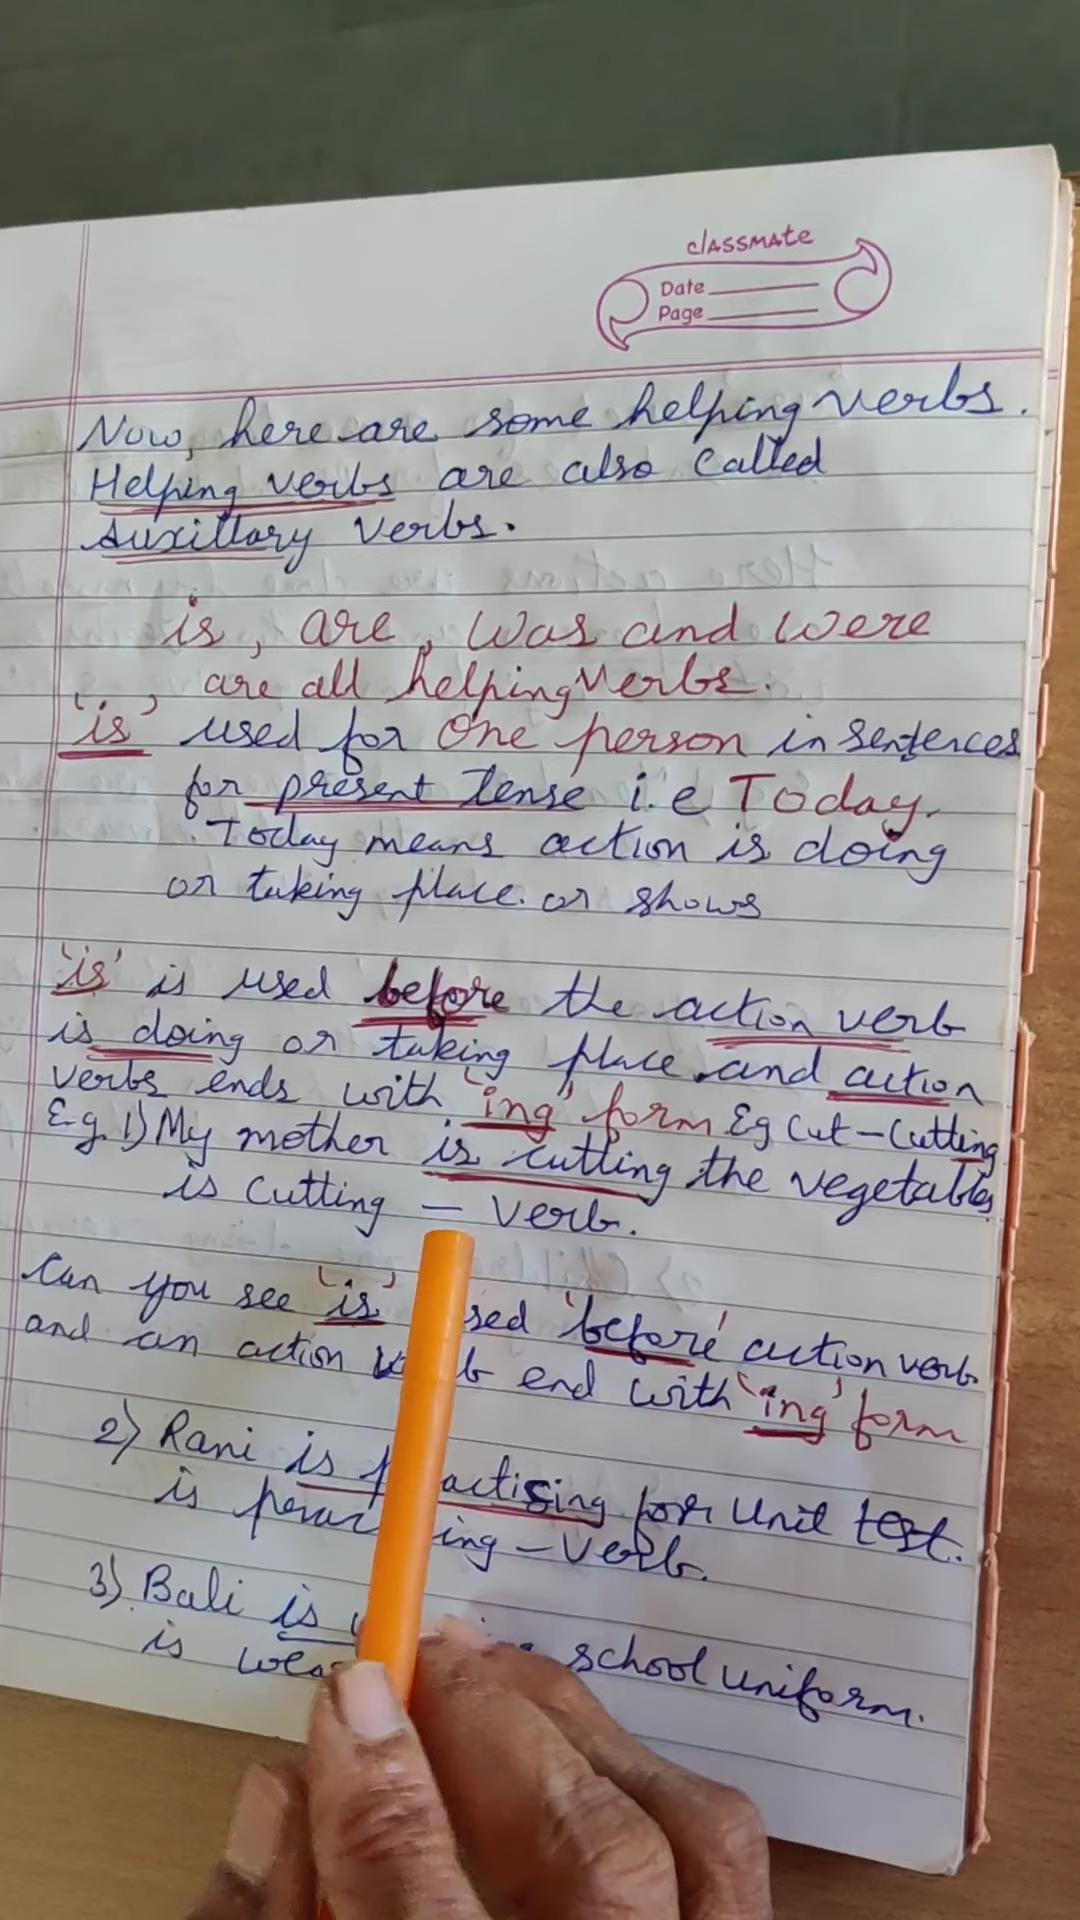 classmate
Date
Page
Now, here are some helping verbs.
Helping verbs are also called
Auxillary verbs.
is, are, was and were
are all helping verbs.
'is' used for one person in sentences
for present tense i.e Today.
Today means action is doing
or taking place. or shows
'is' is used before the action verb
is doing or taking place and action
verbs ends with 'ing' form Eg Cut-Cutting
Eg. 1) My mother is cutting the vegetables
is cutting - verb.
Can you see 'is' before' action verb
and an action end with 'ing' form
2) Rani is for Unit test.
is - Verb.
3) Bali is school uniform.
is